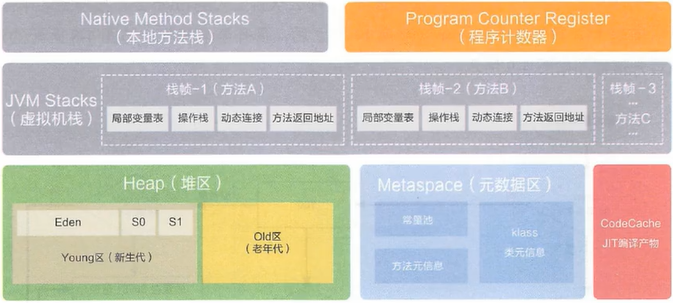 Native Method Stacks
（本地方法栈）
Program Counter Register
（程序计数器）
JVM Stacks
（虚拟机栈）
栈帧-1（方法A）
局部变量表
操作栈
动态连接
方法返回地址
栈帧-2（方法B）
局部变量表
操作栈
动态连接
方法返回地址
栈帧-3
...
方法C
Heap（堆区）
Eden
S0
S1
Young区（新生代）
Old区
（老年代）
Metaspace（元数据区）
常量池
方法元信息
klass
类元信息
CodeCache
JIT编译产物